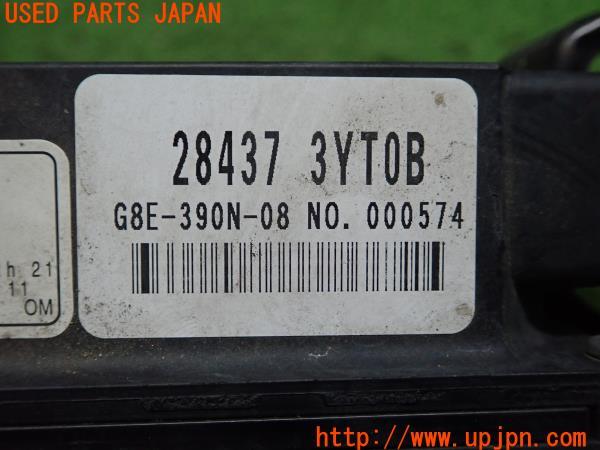 USED PARTS JAPAN
28437 3YT0B
G8E-390N-08 NO. 000574
h 21
11
OM
http://www.upjpn.com/